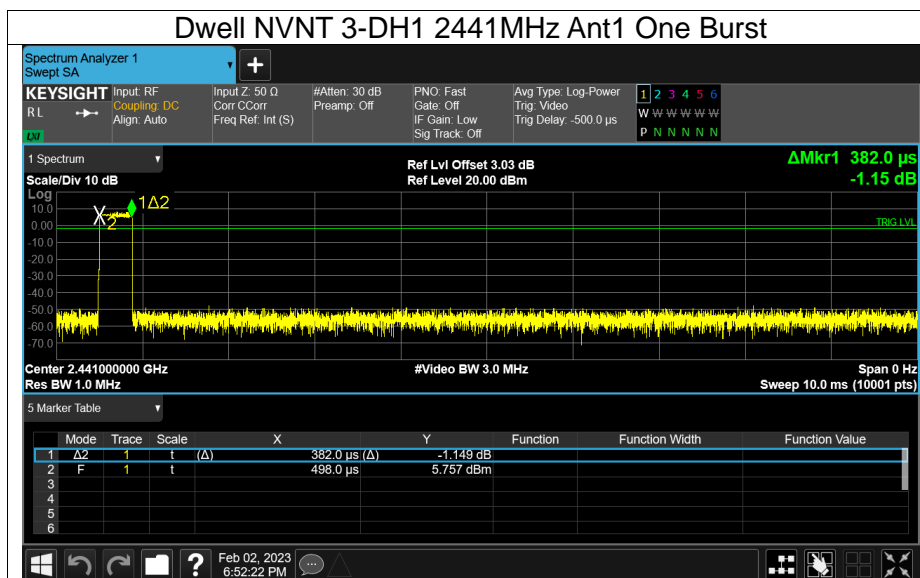 Dwell NVNT 3-DH1 2441MHz Ant1 One Burst
Spectrum Analyzer 1
Swept SA
+
KEYSIGHT Input: RF Input Z: 50 Ω #Atten: 30 dB PNO: Fast Avg Type: Log-Power 1 2 3 4 5 6
R L Coupling: DC Corr CCorr Preamp: Off Gate: Off Trig: Video W W W W W W
Align: Auto Freq Ref: Int (S) IF Gain: Low Trig Delay: -500.0 µs
LXI Sig Track: Off P N N N N N
1 Spectrum Ref Lvl Offset 3.03 dB ΔMkr1 382.0 µs
Scale/Div 10 dB Ref Level 20.00 dBm -1.15 dB
Log
10.0 X 2 1Δ2
0.00 TRIG LVL
-10.0
-20.0
-30.0
-40.0
-50.0
-60.0
-70.0
Center 2.441000000 GHz #Video BW 3.0 MHz Span 0 Hz
Res BW 1.0 MHz Sweep 10.0 ms (10001 pts)
5 Marker Table
Mode Trace Scale X Y Function Function Width Function Value
1 Δ2 1 t (Δ) 382.0 µs (Δ) -1.149 dB
2 F 1 t 498.0 µs 5.757 dBm
3
4
5
6
? Feb 02, 2023
6:52:22 PM